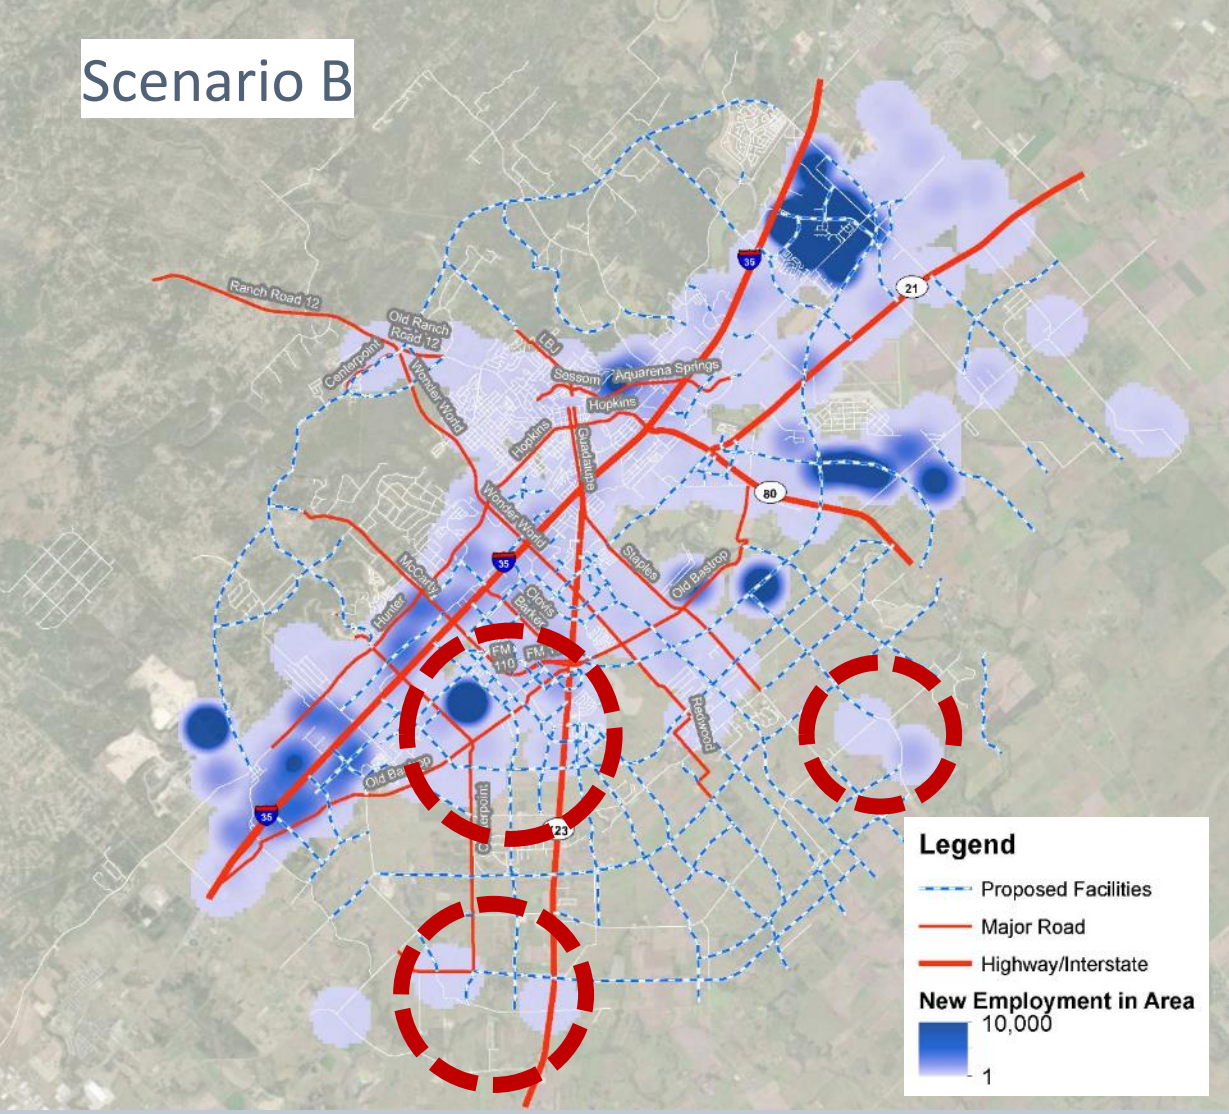 Scenario B
35
21
Ranch Road 12
Old Ranch
Road 12
Centerpoint
LBJ
Sessom
Aquarena Springs
Wonder World
Hopkins
Hopkins
Guadalupe
80
Wonder World
35
Staples
Old Bastrop
McCarty
Hunter
Clovis
Barker
FM
110
FM
Redwood
Old Bastrop
35
23
Legend
Proposed Facilities
Major Road
Highway/Interstate
New Employment in Area
10,000
1